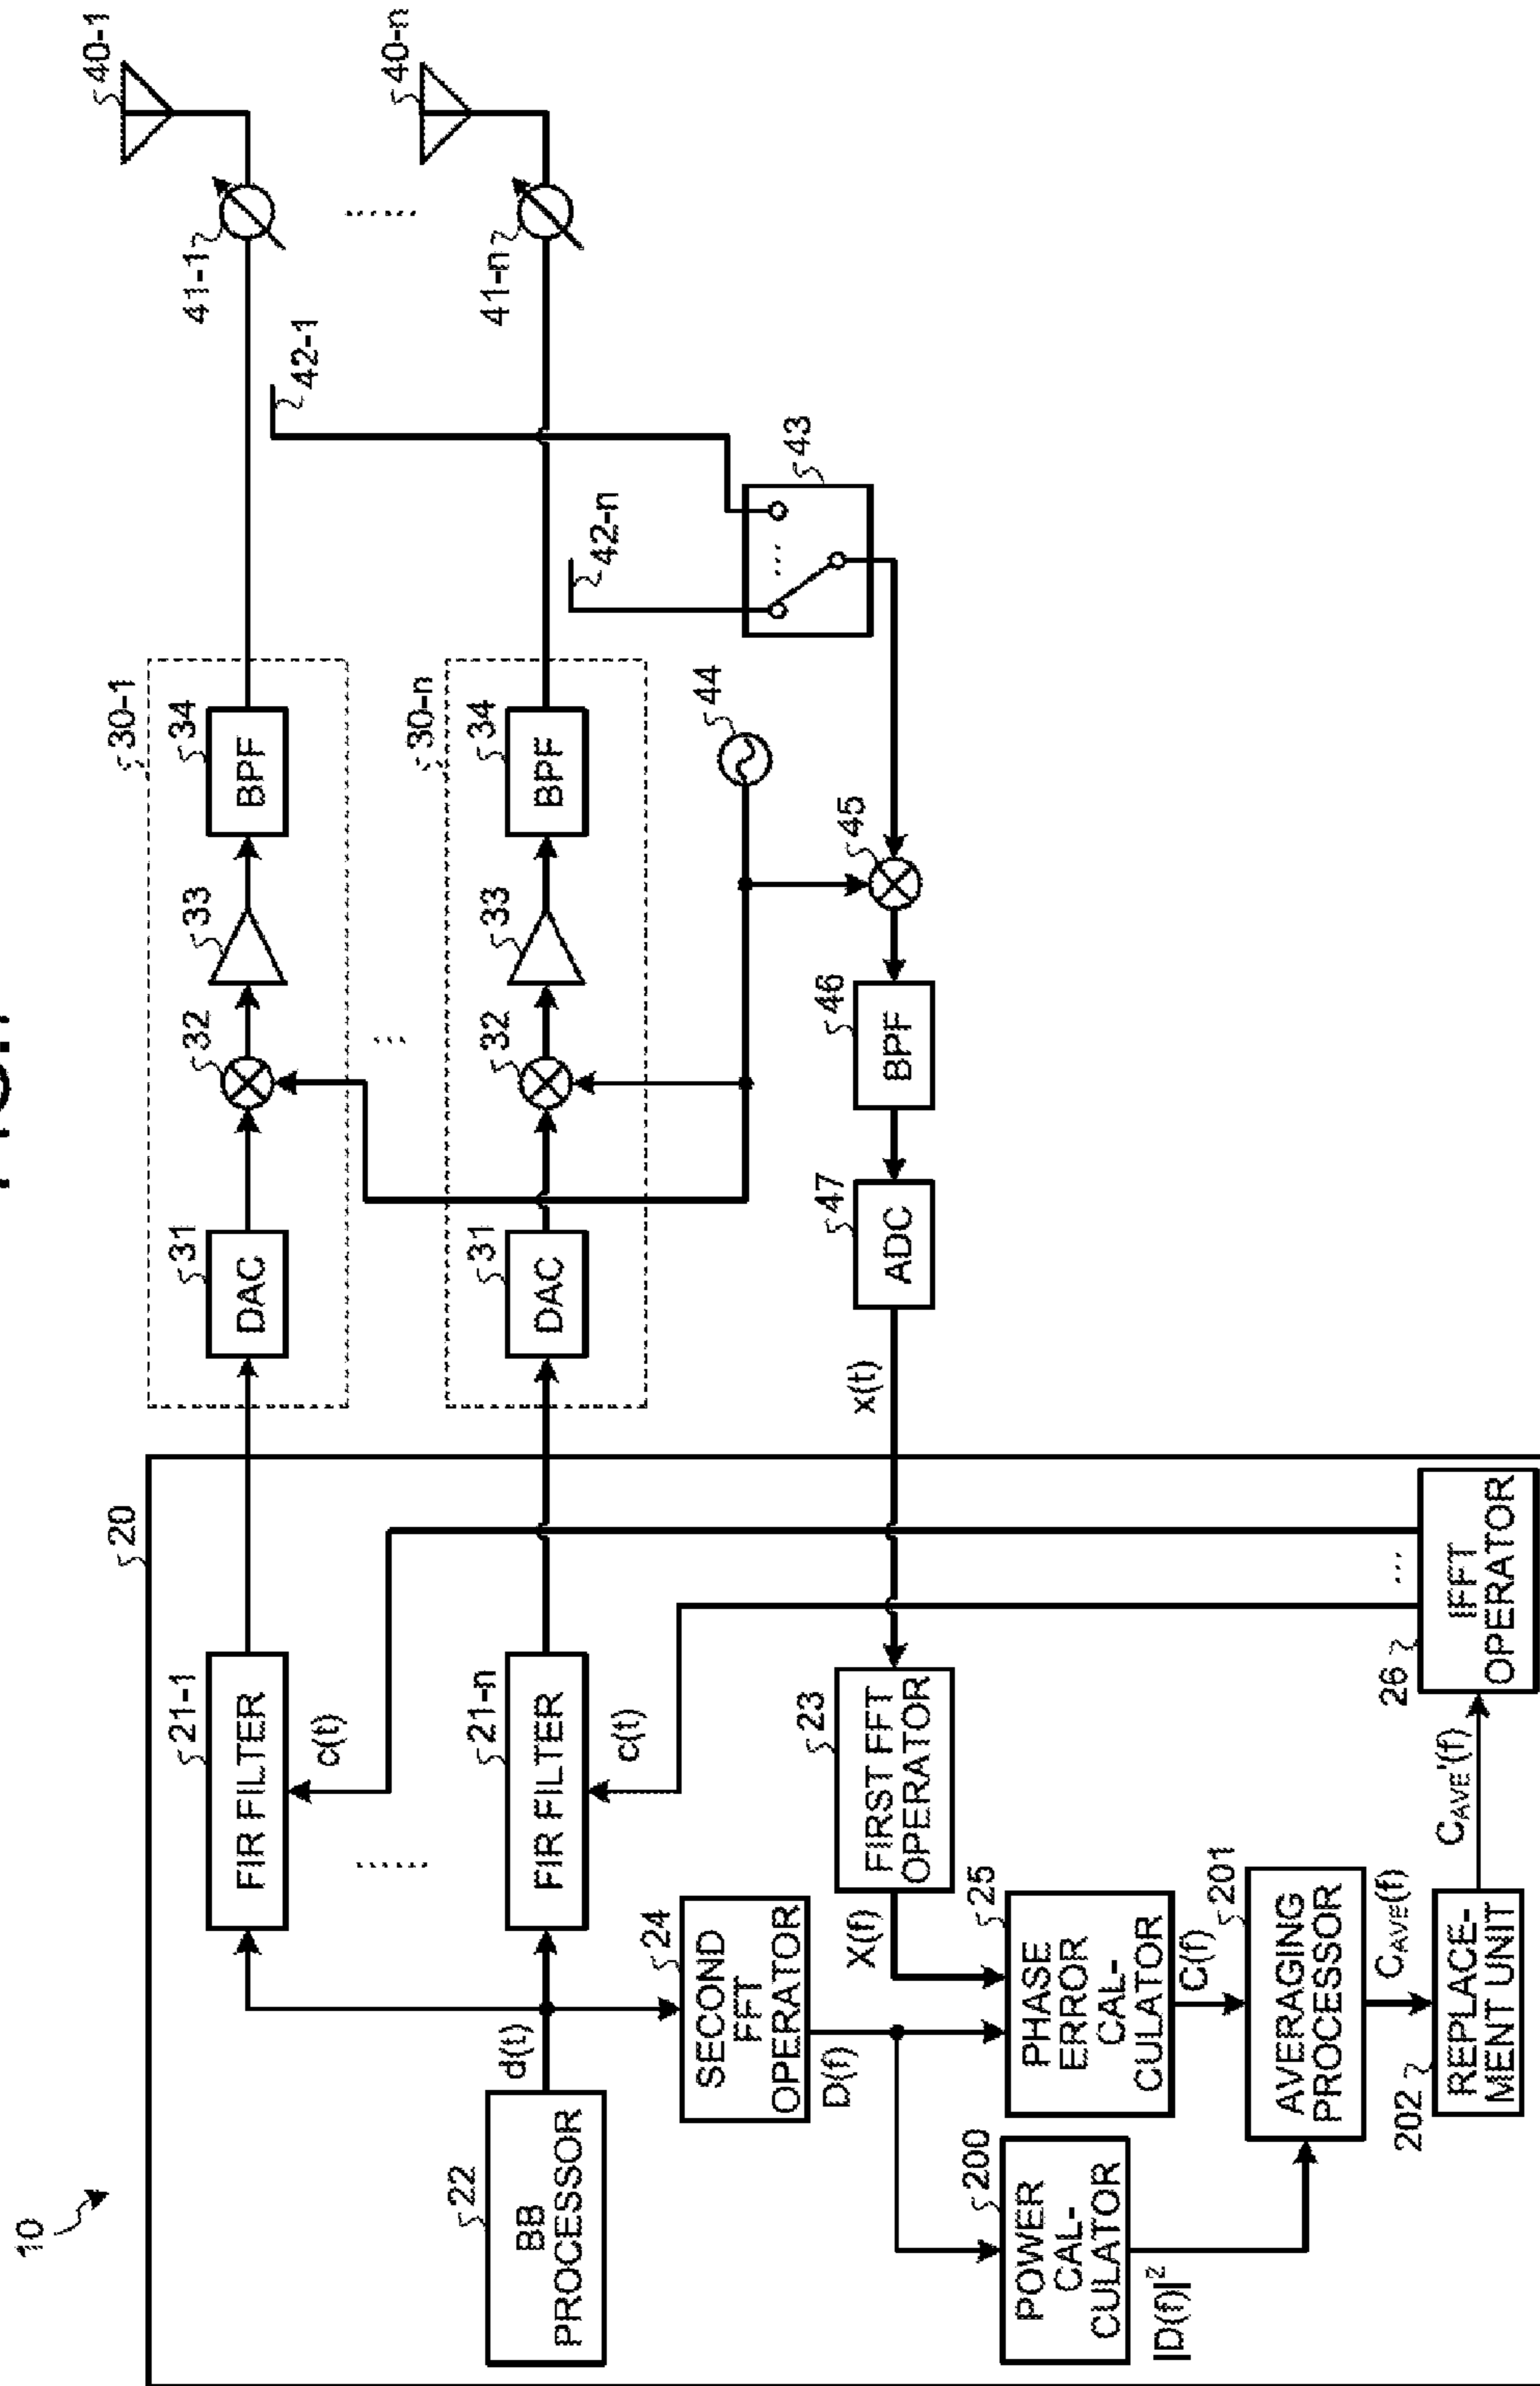 10
20
30-1
40-1
21-1
FIR FILTER
c(t)
31
DAC
32
33
34
BPF
41-1
42-1
30-n
40-n
22
BB
PROCESSOR
d(t)
21-n
FIR FILTER
c(t)
31
DAC
32
33
34
BPF
41-n
42-n
43
44
45
46
BPF
47
ADC
x(t)
24
SECOND
FFT
OPERATOR
D(f)
23
FIRST FFT
OPERATOR
X(f)
200
POWER
CAL-
CULATOR
|D(f)|²
25
PHASE
ERROR
CAL-
CULATOR
C(f)
201
AVERAGING
PROCESSOR
CAVE(f)
202
REPLACE-
MENT UNIT
CAVE'(f)
26
IFFT
OPERATOR